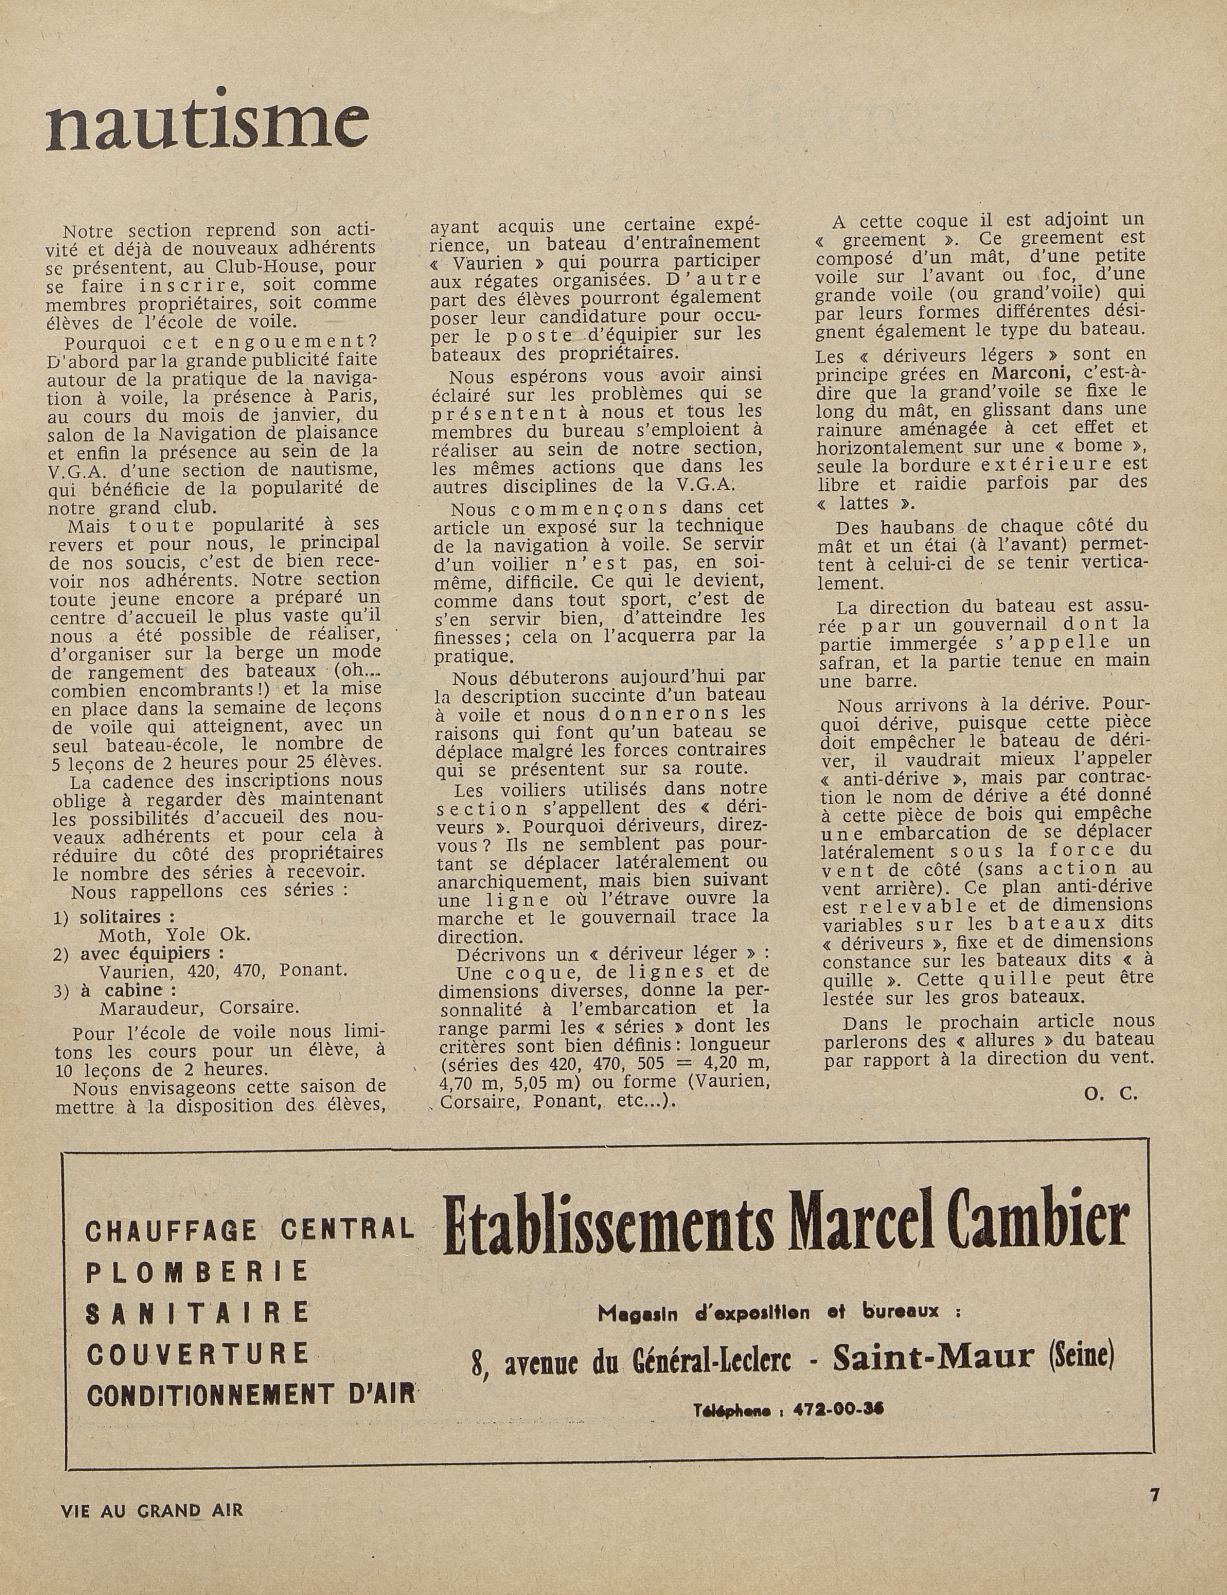 nautisme
Notre section reprend son acti-
vité et déjà de nouveaux adhérents
se présentent, au Club-House, pour
se faire inscrire, soit comme
membres propriétaires, soit comme
élèves de l'école de voile.
Pourquoi cet engouement?
D'abord par la grande publicité faite
autour de la pratique de la naviga-
tion à voile, la présence à Paris,
au cours du mois de janvier, du
salon de la Navigation de plaisance
et enfin la présence au sein de la
V.G.A. d'une section de nautisme,
qui bénéficie de la popularité de
notre grand club.
Mais toute popularité à ses
revers et pour nous, le principal
de nos soucis, c'est de bien rece-
voir nos adhérents. Notre section
toute jeune encore a préparé un
centre d'accueil le plus vaste qu'il
nous a été possible de réaliser,
d'organiser sur la berge un mode
de rangement des bateaux (oh...
combien encombrants!) et la mise
en place dans la semaine de leçons
de voile qui atteignent, avec un
seul bateau-école, le nombre de
5 leçons de 2 heures pour 25 élèves.
La cadence des inscriptions nous
oblige à regarder dès maintenant
les possibilités d'accueil des nou-
veaux adhérents et pour cela à
réduire du côté des propriétaires
le nombre des séries à recevoir.
Nous rappellons ces séries :
1) solitaires :
Moth, Yole Ok.
2) avec équipiers :
Vaurien, 420, 470, Ponant.
3) à cabine :
Maraudeur, Corsaire.
Pour l'école de voile nous limi-
tons les cours pour un élève, à
10 leçons de 2 heures.
Nous envisageons cette saison de
mettre à la disposition des élèves,
ayant acquis une certaine expé-
rience, un bateau d'entraînement
« Vaurien » qui pourra participer
aux régates organisées. D'autre
part des élèves pourront également
poser leur candidature pour occu-
per le poste d'équipier sur les
bateaux des propriétaires.
Nous espérons vous avoir ainsi
éclairé sur les problèmes qui se
présentent à nous et tous les
membres du bureau s'emploient à
réaliser au sein de notre section,
les mêmes actions que dans les
autres disciplines de la V.G.A.
Nous commençons dans cet
article un exposé sur la technique
de la navigation à voile. Se servir
d'un voilier n'est pas, en soi-
même, difficile. Ce qui le devient,
comme dans tout sport, c'est de
s'en servir bien, d'atteindre les
finesses; cela on l'acquerra par la
pratique.
Nous débuterons aujourd'hui par
la description succinte d'un bateau
à voile et nous donnerons les
raisons qui font qu'un bateau se
déplace malgré les forces contraires
qui se présentent sur sa route.
Les voiliers utilisés dans notre
section s'appellent des « déri-
veurs ». Pourquoi dériveurs, direz-
vous? Ils ne semblent pas pour-
tant se déplacer latéralement ou
anarchiquement, mais bien suivant
une ligne où l'étrave ouvre la
marche et le gouvernail trace la
direction.
Décrivons un « dériveur léger » :
Une coque, de lignes et de
dimensions diverses, donne la per-
sonnalité à l'embarcation et la
range parmi les « séries » dont les
critères sont bien définis: longueur
(séries des 420, 470, 505 = 4,20 m,
4,70 m, 5,05 m) ou forme (Vaurien,
Corsaire, Ponant, etc...).
A cette coque il est adjoint un
« greement ». Ce greement est
composé d'un mât, d'une petite
voile sur l'avant ou foc, d'une
grande voile (ou grand'voile) qui
par leurs formes différentes dési-
gnent également le type du bateau.
Les « dériveurs légers » sont en
principe grées en Marconi, c'est-à-
dire que la grand'voile se fixe le
long du mât, en glissant dans une
rainure aménagée à cet effet et
horizontalement sur une « bome »,
seule la bordure extérieure est
libre et raidie parfois par des
« lattes ».
Des haubans de chaque côté du
mât et un étai (à l'avant) permet-
tent à celui-ci de se tenir vertica-
lement.
La direction du bateau est assu-
rée par un gouvernail dont la
partie immergée s'appelle un
safran, et la partie tenue en main
une barre.
Nous arrivons à la dérive. Pour-
quoi dérive, puisque cette pièce
doit empêcher le bateau de déri-
ver, il vaudrait mieux l'appeler
« anti-dérive », mais par contrac-
tion le nom de dérive a été donné
à cette pièce de bois qui empêche
une embarcation de se déplacer
latéralement sous la force du
vent de côté (sans action au
vent arrière). Ce plan anti-dérive
est relevable et de dimensions
variables sur les bateaux dits
« dériveurs », fixe et de dimensions
constance sur les bateaux dits « à
quille ». Cette quille peut être
lestée sur les gros bateaux.
Dans le prochain article nous
parlerons des « allures » du bateau
par rapport à la direction du vent.
O. C.
CHAUFFAGE CENTRAL
PLOMBERIE
SANITAIRE
COUVERTURE
CONDITIONNEMENT D'AIR
Etablissements Marcel Cambier
Magasin d'exposition et bureaux :
8, avenue du Général-Leclerc - Saint-Maur (Seine)
Téléphone : 472-00-36
VIE AU GRAND AIR
7